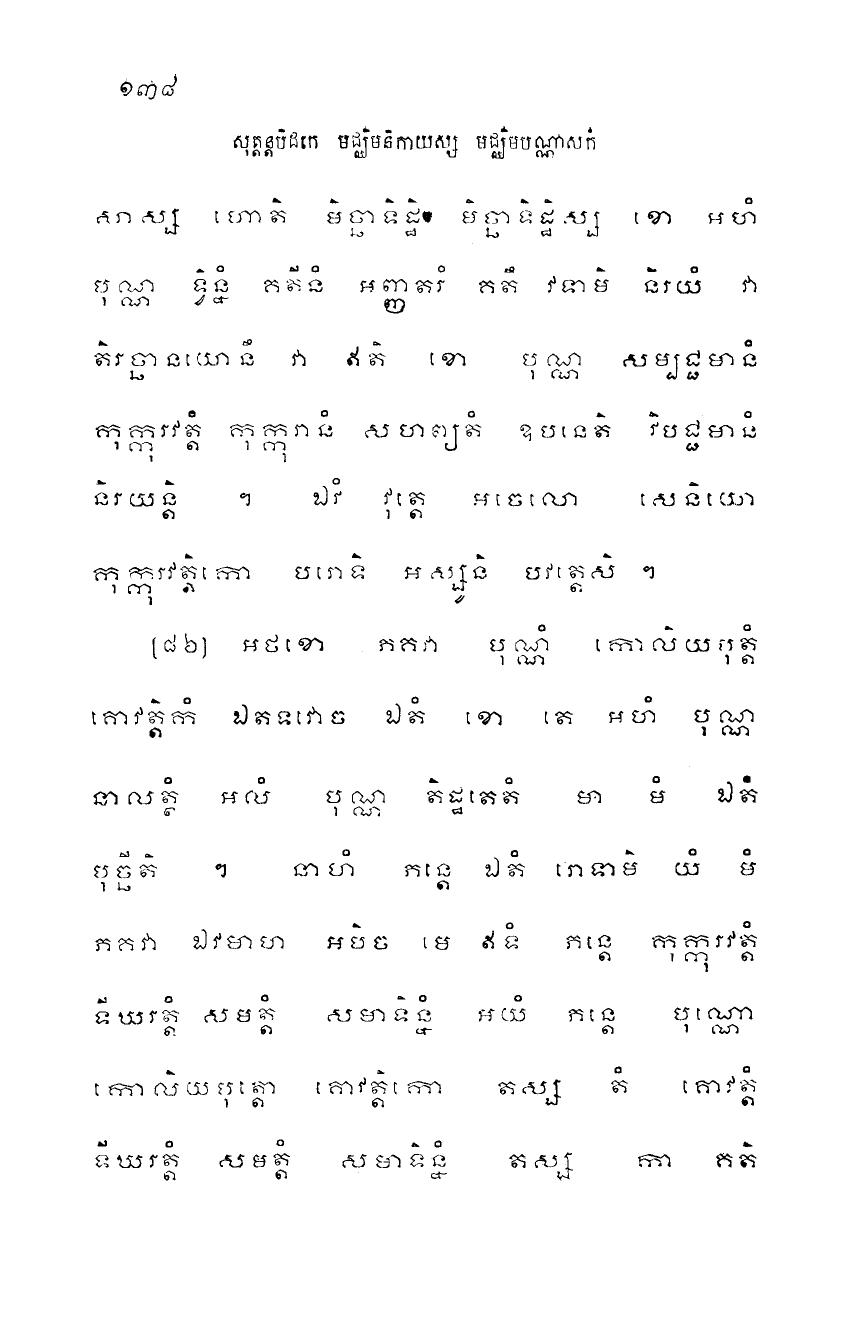 ១៣៨
សុត្តន្តបិដកេ មជ្ឈិមនិកាយស្ស មជ្ឈិមបណ្ណាសកំ
សាស្ស ហោតិ មិច្ឆាទិដ្ឋិ មិច្ឆាទិដ្ឋិស្ស ខោ អហំ
បុណ្ណ ទ្វិន្នំ គតីនំ អញ្ញតរំ គតឹ វទាមិ និរយំ វា
តិរច្ឆានយោនឹ វា ឥតិ ខោ បុណ្ណ សម្បជ្ជមានំ
កុក្កុរវត្តំ កុក្កុរានំ សហព្យតំ ឧបនេតិ វិបជ្ជមានំ
និរយន្តិ ។ ឯវំ វុត្តេ អចេលោ សេនិយោ
កុក្កុរវត្តិកោ បរោទិ អស្សូនិ បវត្តេសិ ។
[៨៦] អថខោ ភគវា បុណ្ណំ កោលិយបុត្តំ
គោវត្តិកំ ឯតទវោច ឯតំ ខោ តេ អហំ បុណ្ណ
នាលត្ថំ អលំ បុណ្ណ តិដ្ឋតេតំ មា មំ ឯតំ
បុច្ឆីតិ ។ នាហំ ភន្តេ ឯតំ រោទាមិ យំ មំ
ភគវា ឯវមាហ អបិច មេ ឥទំ ភន្តេ កុក្កុរវត្តំ
ទីឃរត្តំ សមត្តំ សមាទិន្នំ អយំ ភន្តេ បុណ្ណោ
កោលិយបុត្តោ គោវត្តិកោ តស្ស តំ គោវត្តំ
ទីឃរត្តំ សមត្តំ សមាទិន្នំ តស្ស កា គតិ